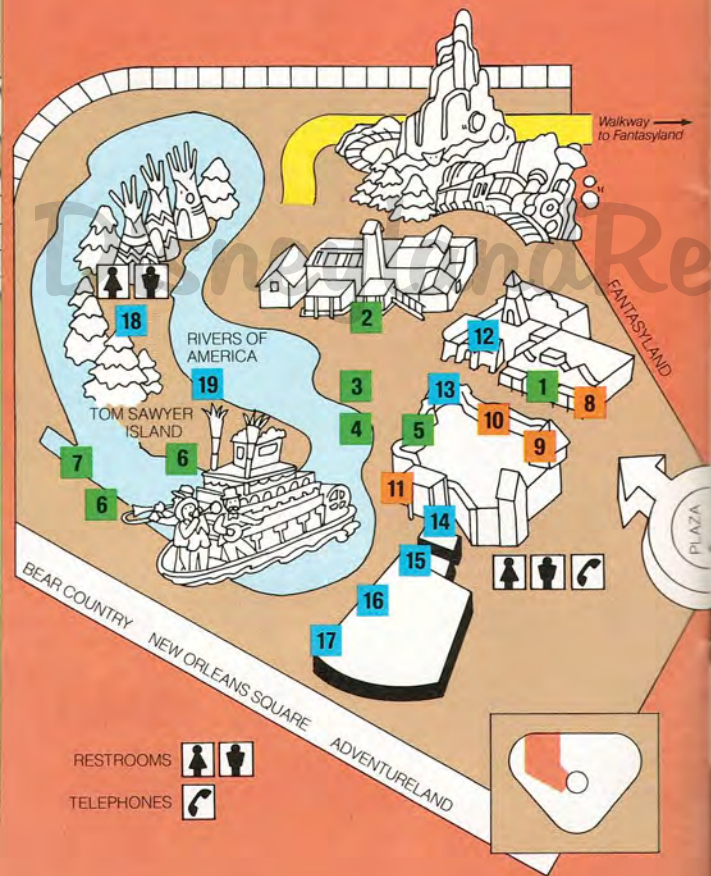 Walkway
to Fantasyland
DisneylandRe
FANTASYLAND
2
18
RIVERS OF
AMERICA
12
19
3
13
1
8
10
TOM SAWYER
ISLAND
4
5
9
7
6
6
11
PLAZA
14
15
16
17
BEAR COUNTRY NEW ORLEANS SQUARE ADVENTURELAND
RESTROOMS
TELEPHONES